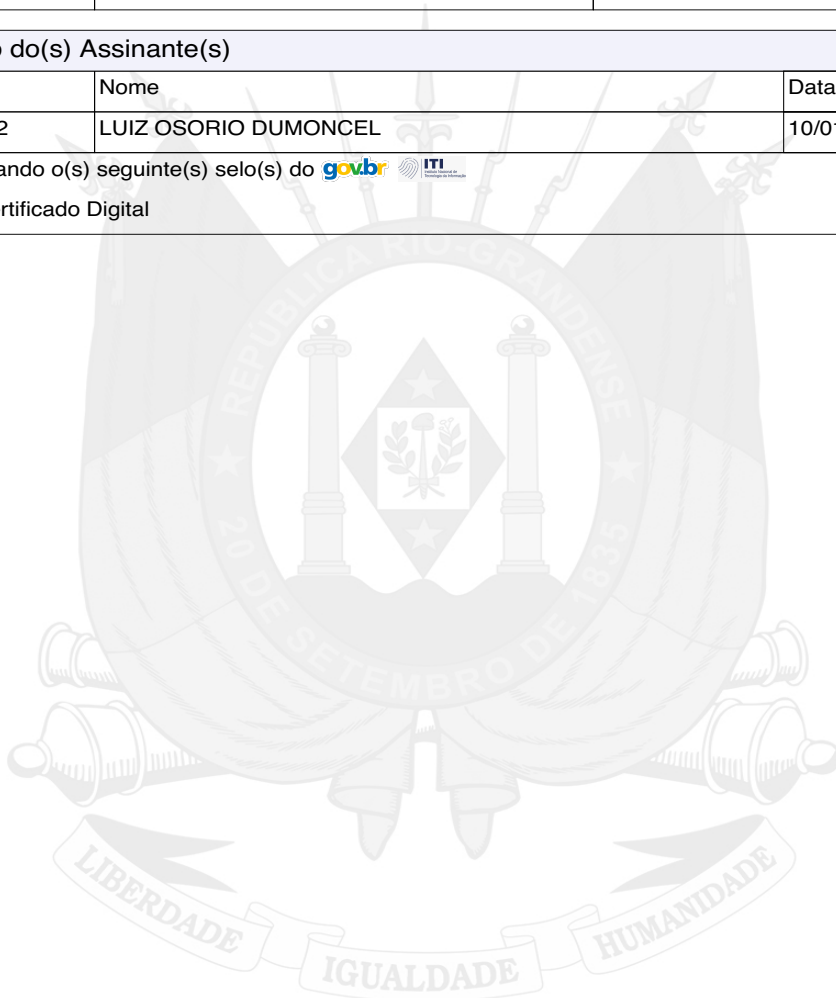 o do(s) Assinante(s)
Nome
Data
2
LUIZ OSORIO DUMONCEL
10/01
ando o(s) seguinte(s) selo(s) do gov.br ITI
rtificado Digital
REPÚBLICA RIO-GRANDENSE
20 DE SETEMBRO DE 1835
LIBERDADE
IGUALDADE
HUMANIDADE